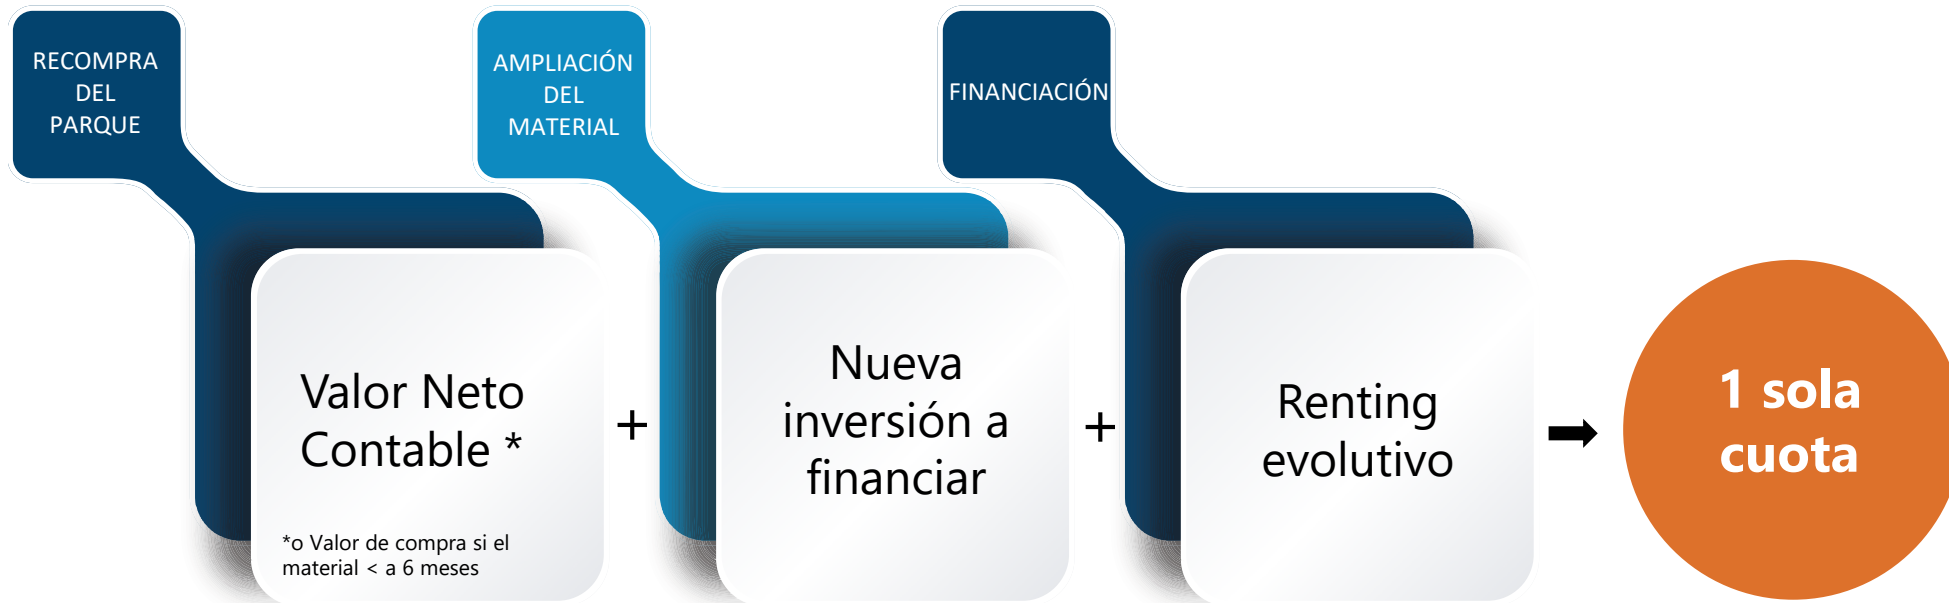 RECOMPRA
DEL
PARQUE
Valor Neto
Contable *
*o Valor de compra si el
material < a 6 meses
+
AMPLIACIÓN
DEL
MATERIAL
Nueva
inversión a
financiar
+
FINANCIACIÓN
Renting
evolutivo
1 sola
cuota